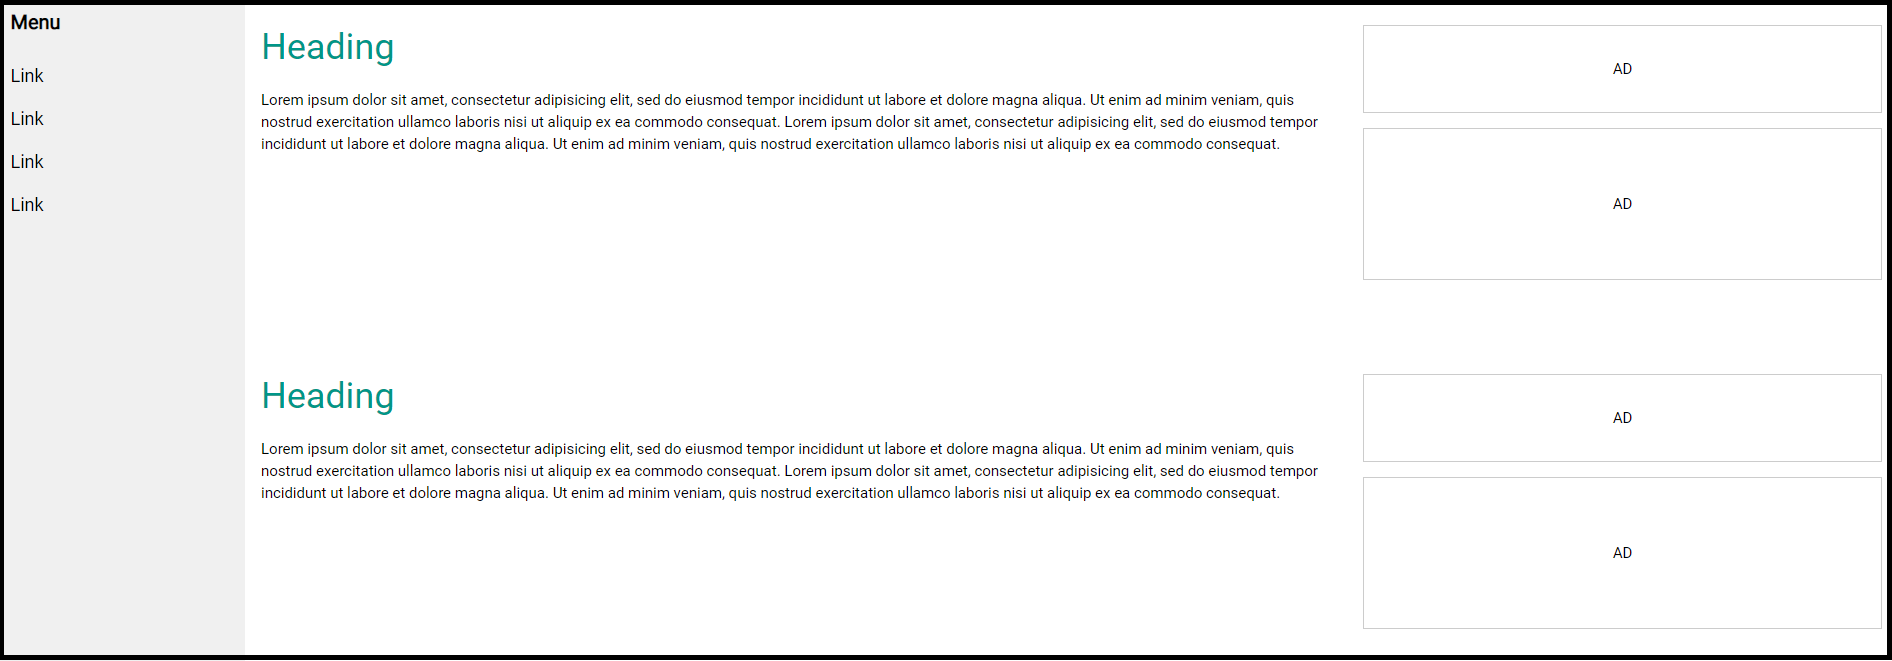 Menu
Link
Link
Link
Link
Heading
Lorem ipsum dolor sit amet, consectetur adipisicing elit, sed do eiusmod tempor incididunt ut labore et dolore magna aliqua. Ut enim ad minim veniam, quis
nostrud exercitation ullamco laboris nisi ut aliquip ex ea commodo consequat. Lorem ipsum dolor sit amet, consectetur adipisicing elit, sed do eiusmod tempor
incididunt ut labore et dolore magna aliqua. Ut enim ad minim veniam, quis nostrud exercitation ullamco laboris nisi ut aliquip ex ea commodo consequat.
AD
AD
Heading
Lorem ipsum dolor sit amet, consectetur adipisicing elit, sed do eiusmod tempor incididunt ut labore et dolore magna aliqua. Ut enim ad minim veniam, quis
nostrud exercitation ullamco laboris nisi ut aliquip ex ea commodo consequat. Lorem ipsum dolor sit amet, consectetur adipisicing elit, sed do eiusmod tempor
incididunt ut labore et dolore magna aliqua. Ut enim ad minim veniam, quis nostrud exercitation ullamco laboris nisi ut aliquip ex ea commodo consequat.
AD
AD